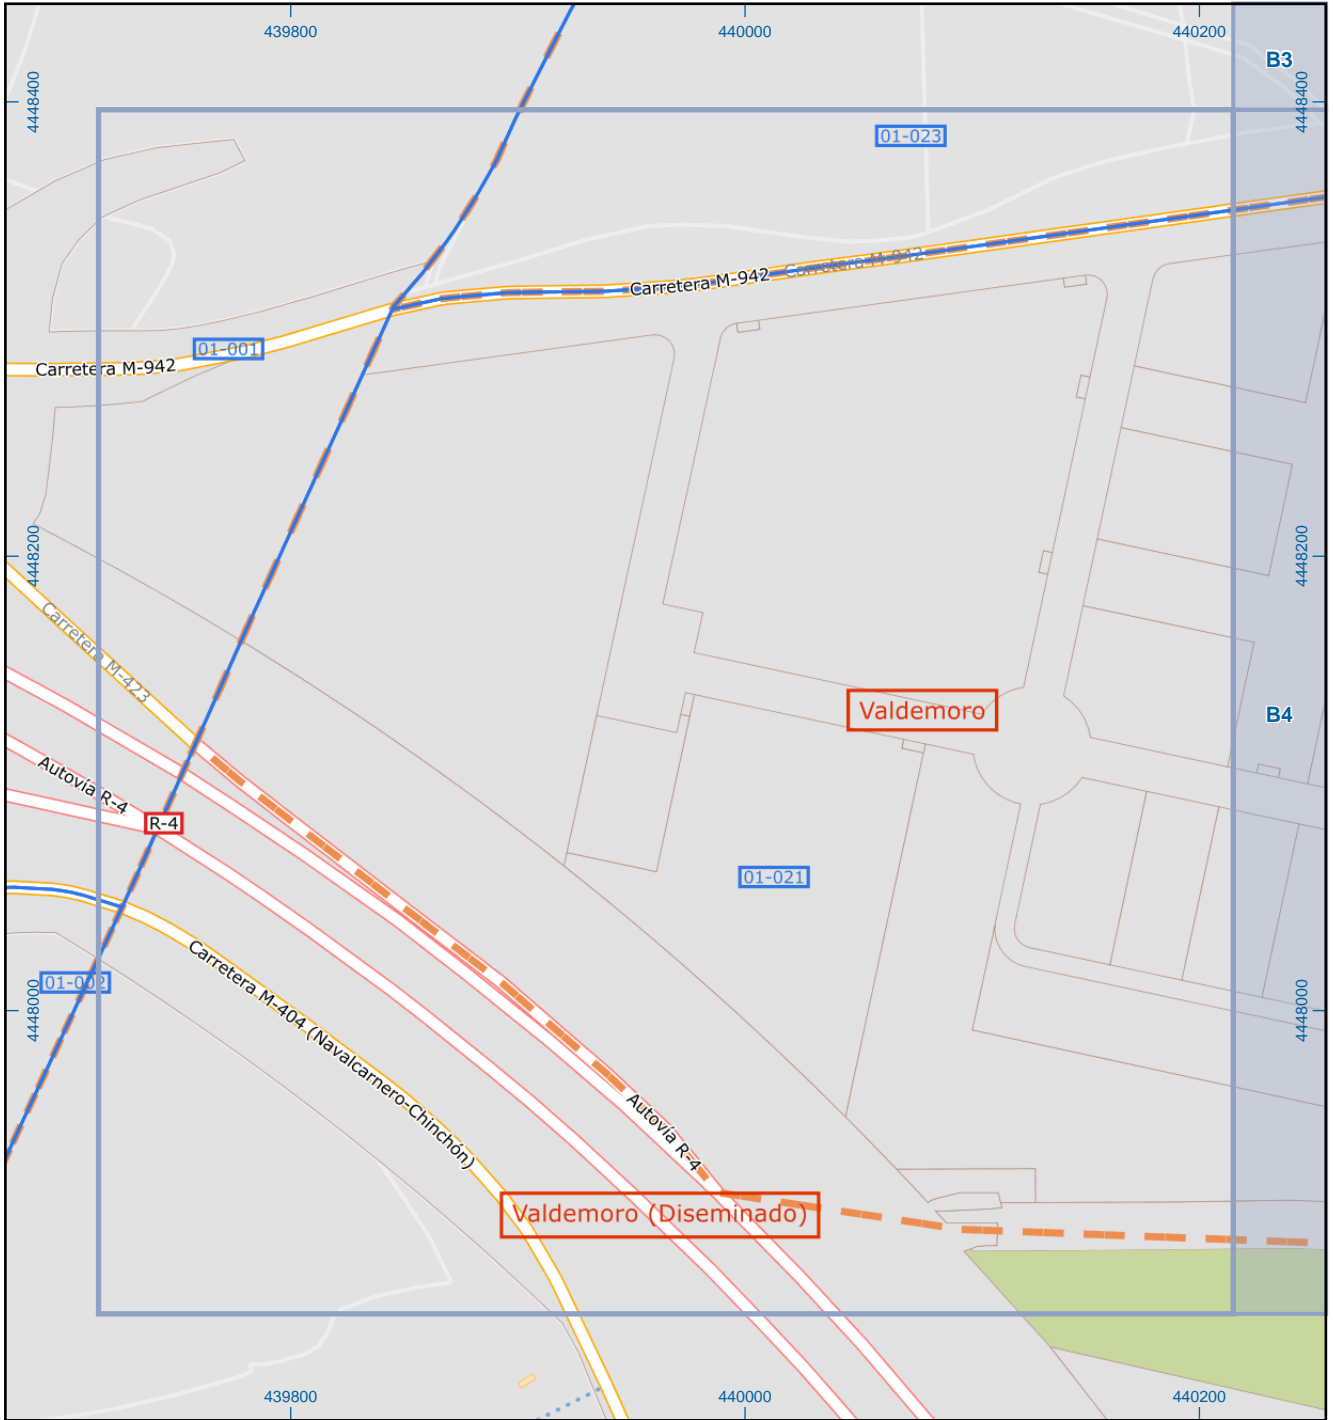 439800
440000
440200
B3
4448400
4448400
01-023
Carretera M-942
Carretera M-942
01-001
Carretera M-942
4448200
4448200
Carretera M-423
Valdemoro
B4
Autovía R-4
R-4
01-021
Carretera M-404 (Navalcarnero-Chinchón)
01-002
4448000
4448000
Autovía R-4
Valdemoro (Diseminado)
439800
440000
440200